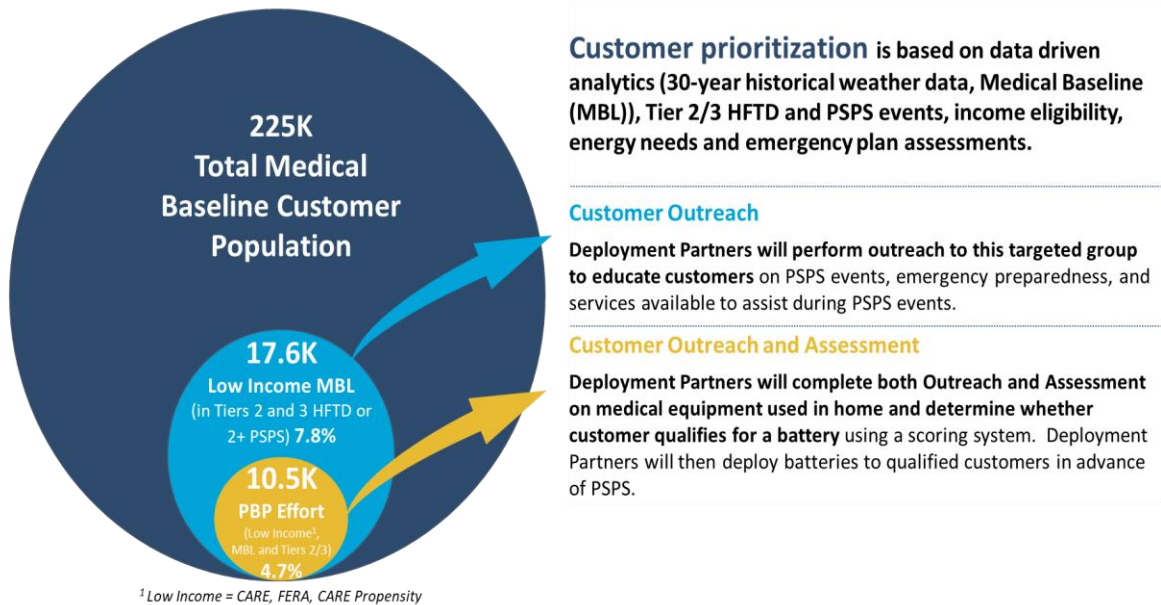 225K
Total Medical
Baseline Customer
Population
17.6K
Low Income MBL
(in Tiers 2 and 3 HFTD or
2+ PSPS) 7.8%
10.5K
PBP Effort
(Low Income¹,
MBL and Tiers 2/3)
4.7%
¹ Low Income = CARE, FERA, CARE Propensity
Customer prioritization is based on data driven
analytics (30-year historical weather data, Medical Baseline
(MBL)), Tier 2/3 HFTD and PSPS events, income eligibility,
energy needs and emergency plan assessments.
Customer Outreach
Deployment Partners will perform outreach to this targeted group
to educate customers on PSPS events, emergency preparedness, and
services available to assist during PSPS events.
Customer Outreach and Assessment
Deployment Partners will complete both Outreach and Assessment
on medical equipment used in home and determine whether
customer qualifies for a battery using a scoring system. Deployment
Partners will then deploy batteries to qualified customers in advance
of PSPS.